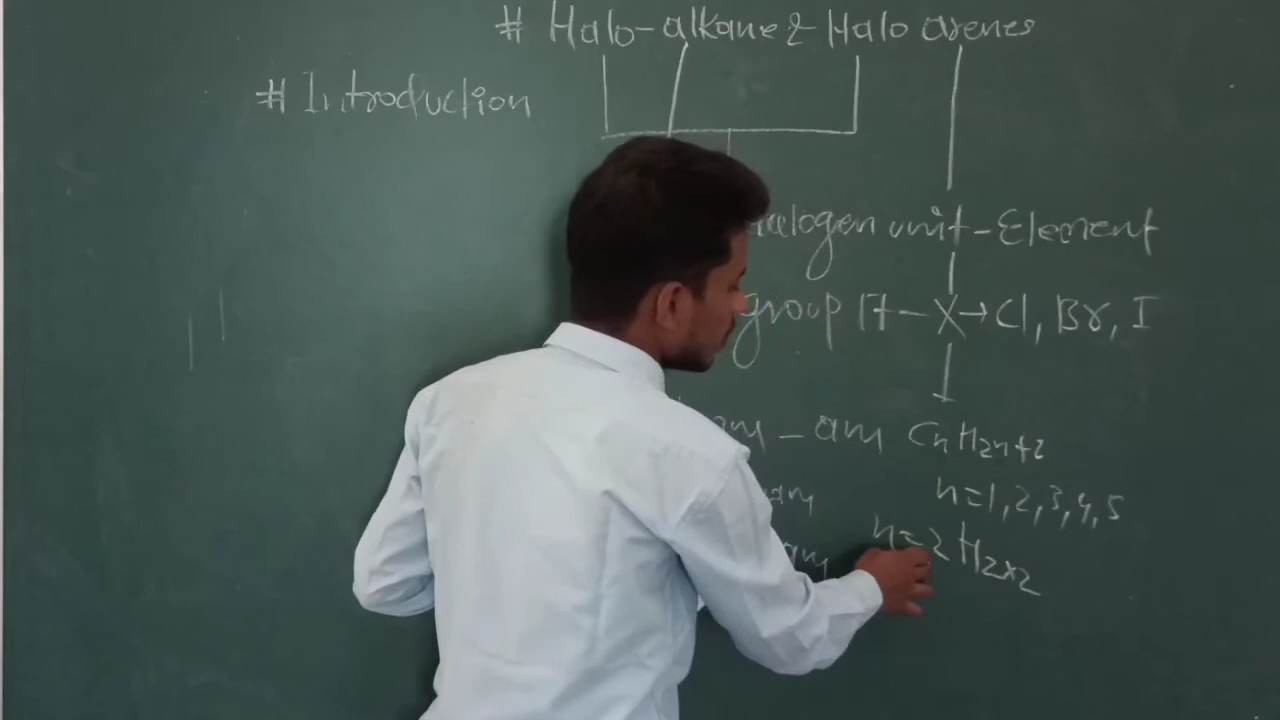 # Halo-alkane & Halo arenes
# Introduction
halogen unit - Element
group 17 - X → Cl, Br, I
CnH2n+2
n=1,2,3,4,5
n=2 H2x2